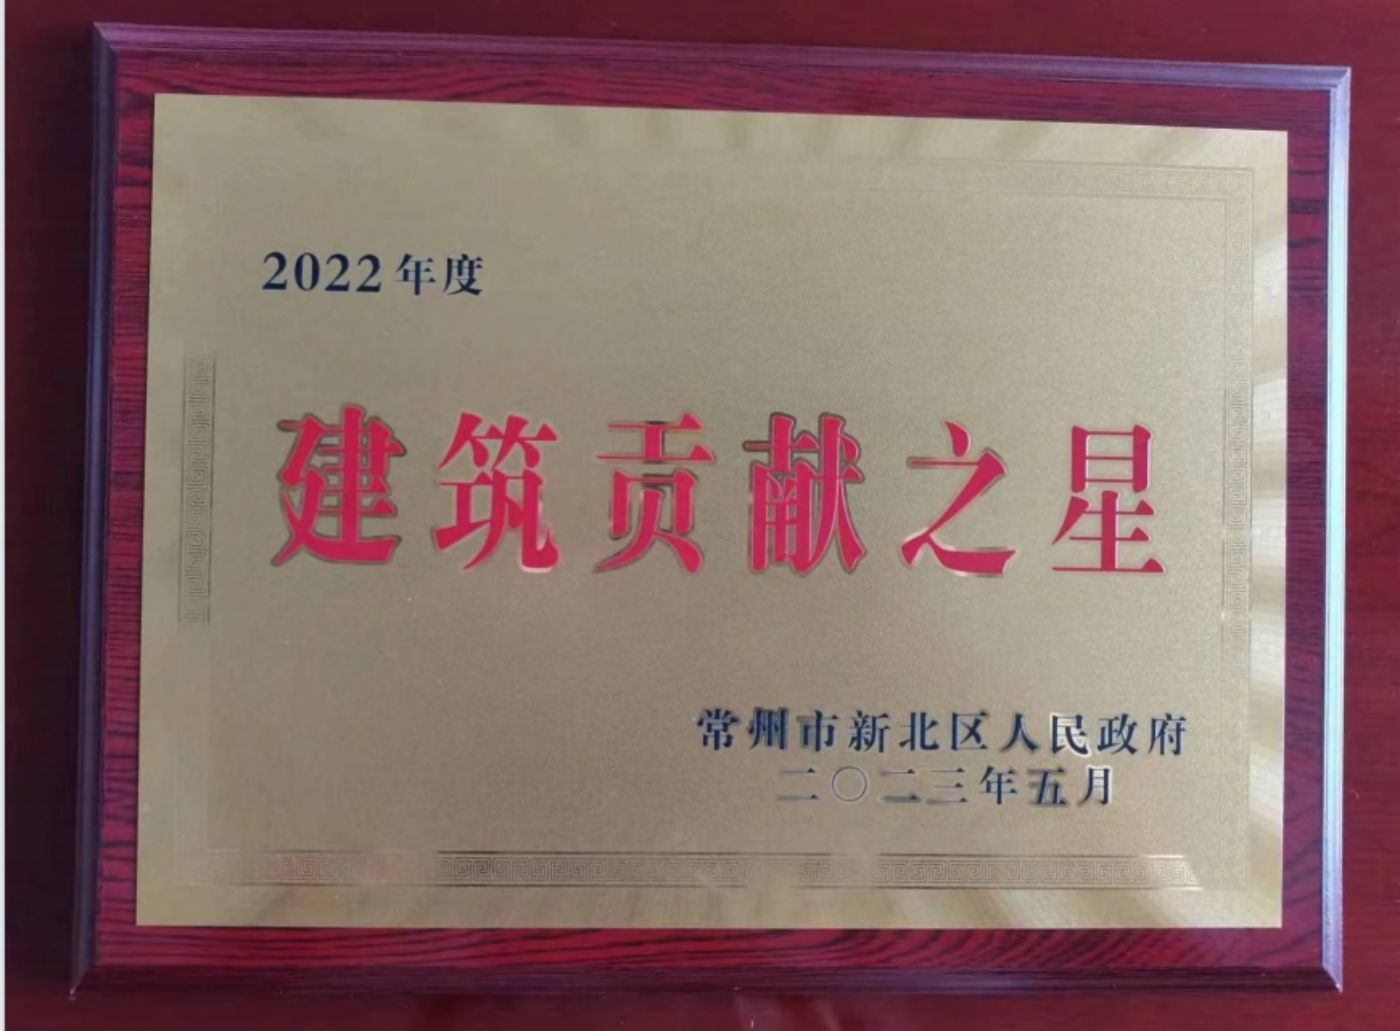 2022年度
建筑贡献之星
常州市新北区人民政府
二〇二三年五月